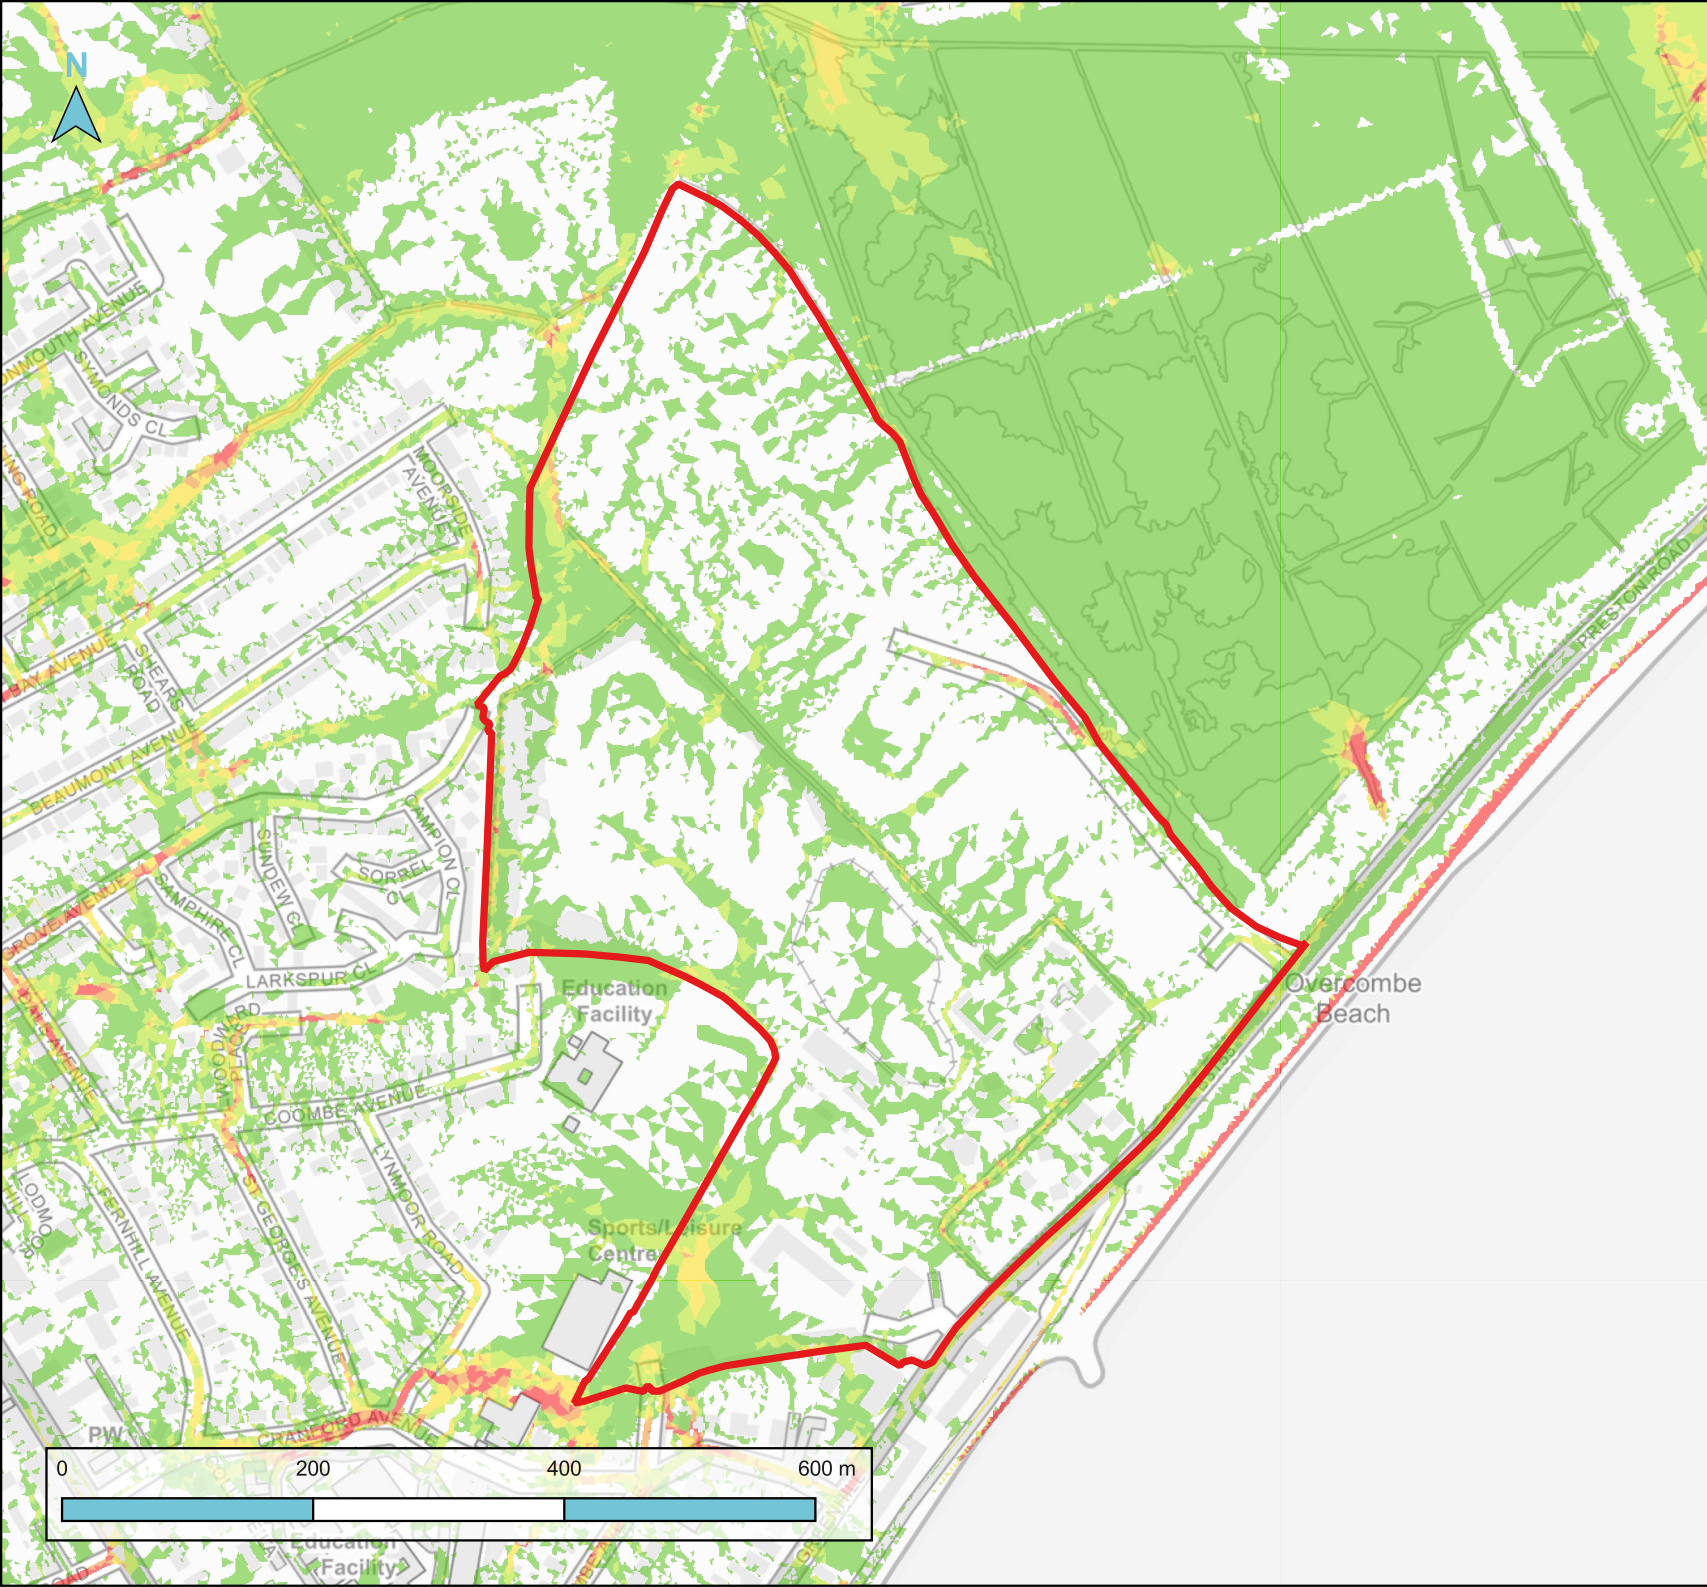 N
PRESTON ROAD
SYMONDS CL
MOORSIDE
AVENUE
BAY AVENUE
SHEARS
ROAD
BEAUMONT AVENUE
CAMPION CL
SORREL
CL
SUNDEW CL
SAMPHIRE CL
GROVE AVENUE
LARKSPUR CL
Education
Facility
Overcombe
Beach
COOMBE AVENUE
LYNMOOR ROAD
FERNHILL AVENUE
ST GEORGE'S AVENUE
Sports/Leisure
Centre
PW
CRANFORD AVENUE
0 200 400 600 m
Education
Facility